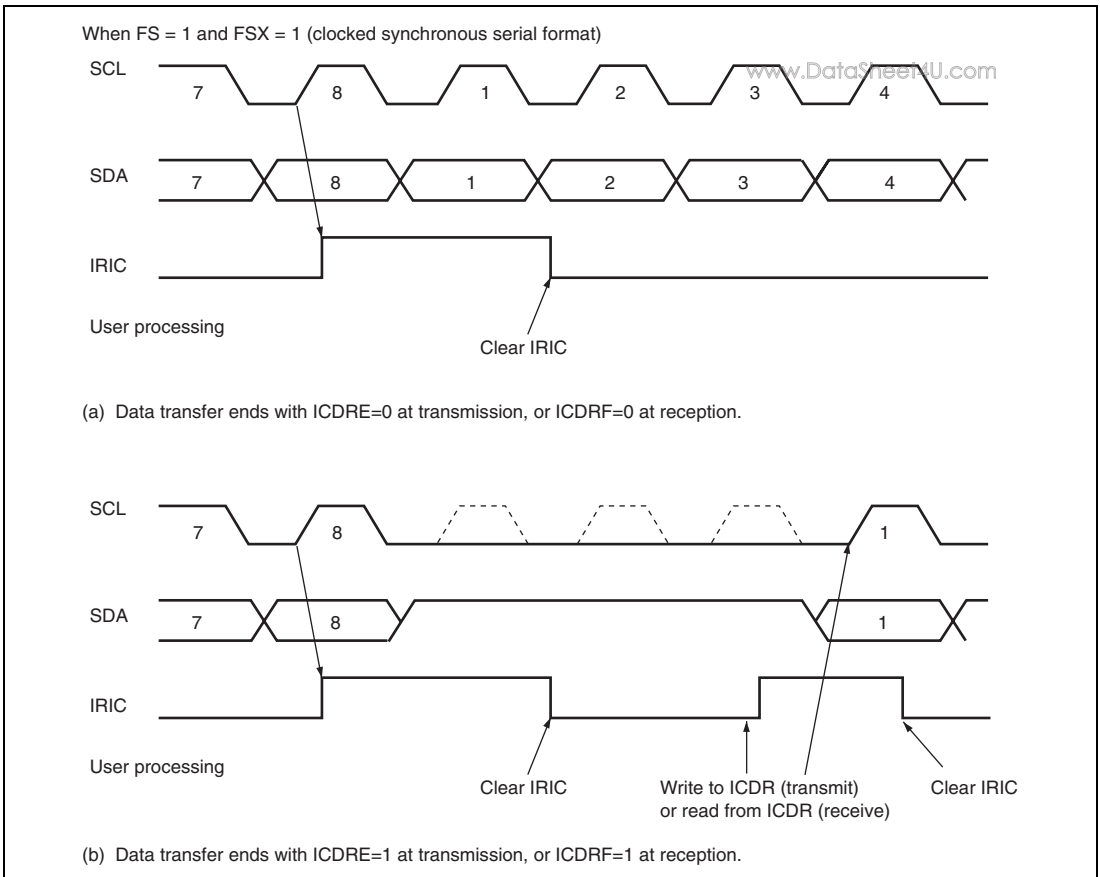 When FS = 1 and FSX = 1 (clocked synchronous serial format)
www.DataSheet4U.com
SCL
7 8 1 2 3 4
SDA
7 8 1 2 3 4
IRIC
User processing
Clear IRIC
(a) Data transfer ends with ICDRE=0 at transmission, or ICDRF=0 at reception.
SCL
7 8 1
SDA
7 8 1
IRIC
User processing
Clear IRIC
Write to ICDR (transmit)
or read from ICDR (receive)
Clear IRIC
(b) Data transfer ends with ICDRE=1 at transmission, or ICDRF=1 at reception.